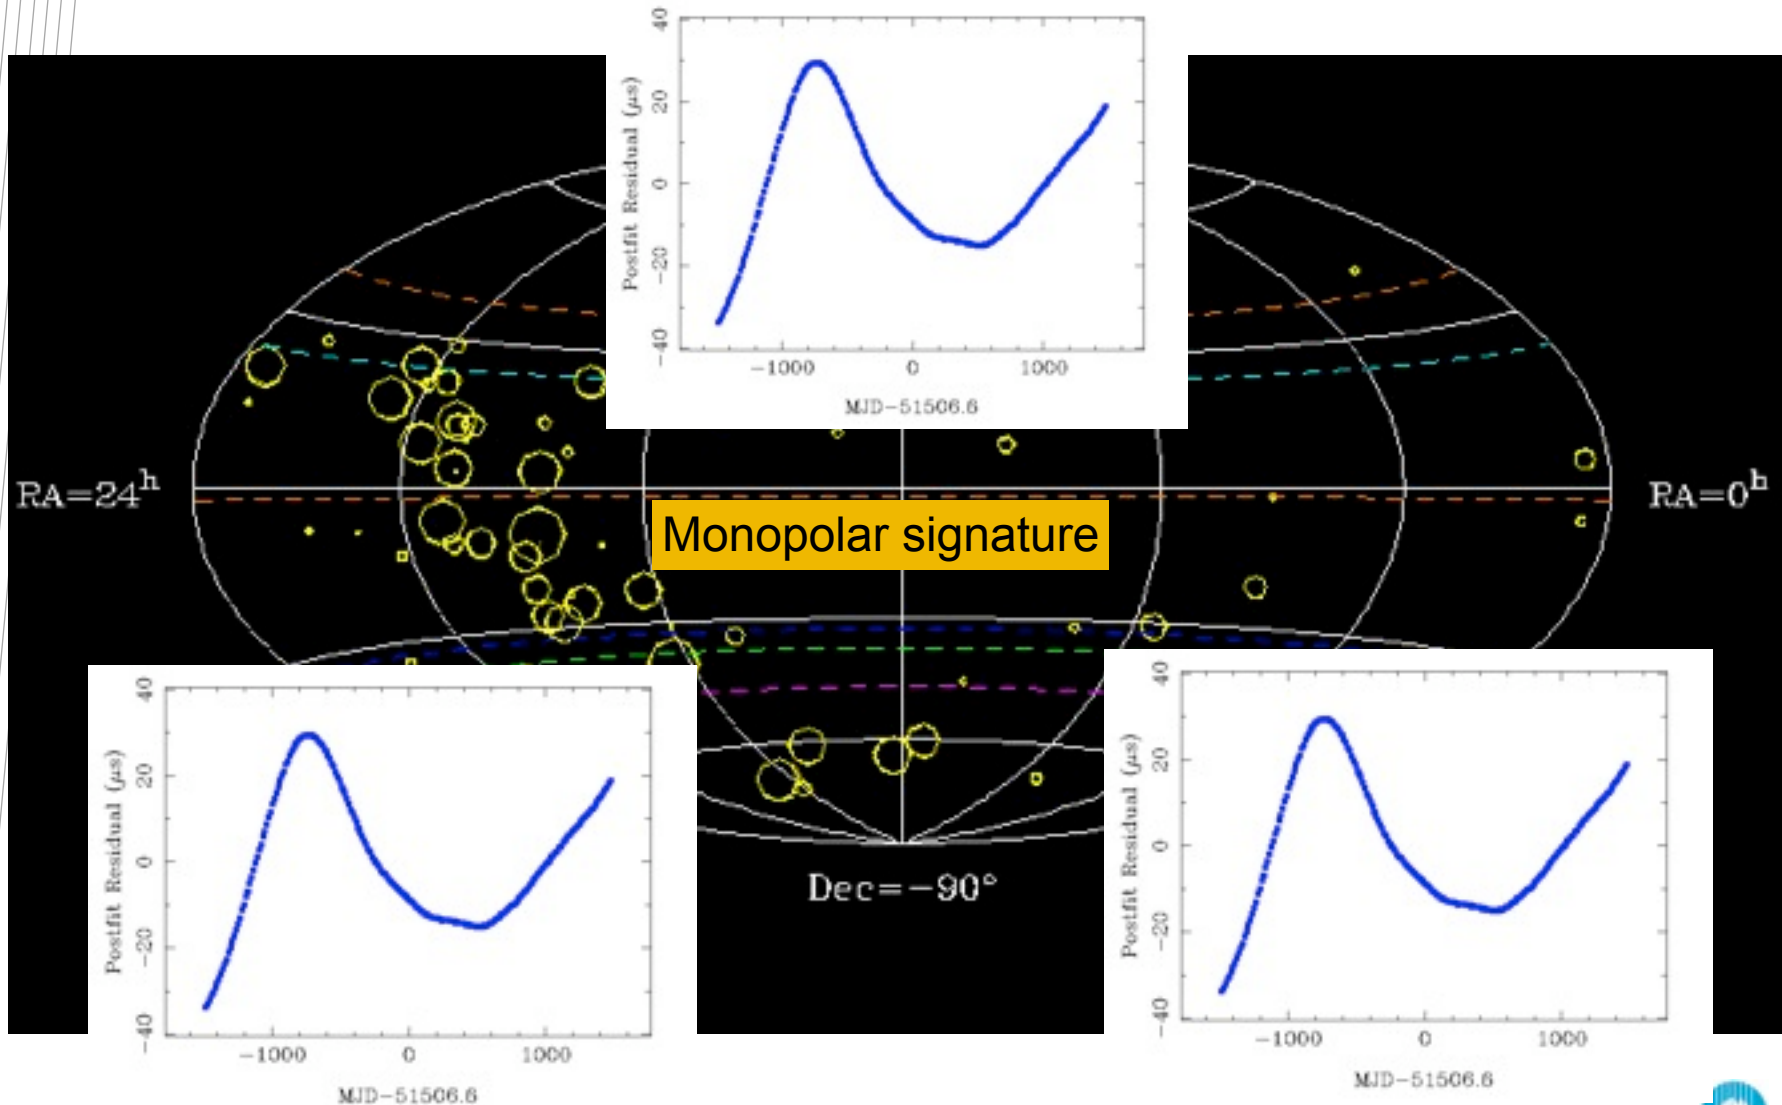 40
20
0
−20
−40
Postfit Residual (μs)
−1000 0 1000
MJD−51506.6
RA=24h
RA=0h
Monopolar signature
40
20
0
−20
−40
Postfit Residual (μs)
−1000 0 1000
MJD−51506.6
Dec=−90°
40
20
0
−20
−40
Postfit Residual (μs)
−1000 0 1000
MJD−51506.6